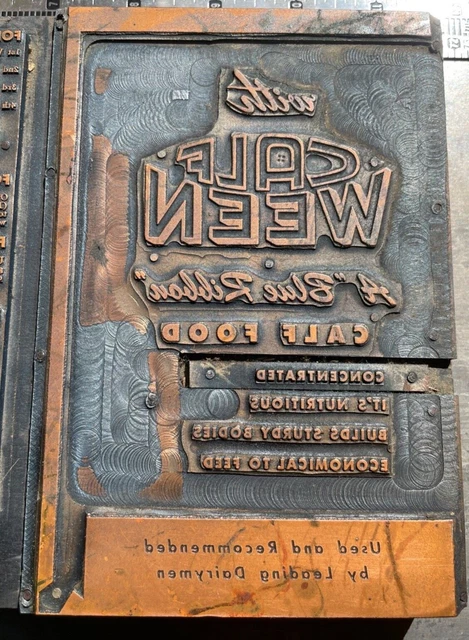 with
CALF
WEEN
A "Blue Ribbon"
CALF FOOD
CONCENTRATED
IT'S NUTRITIOUS
BUILDS STURDY BODIES
ECONOMICAL TO FEED
Used and Recommended
by Leading Dairymen